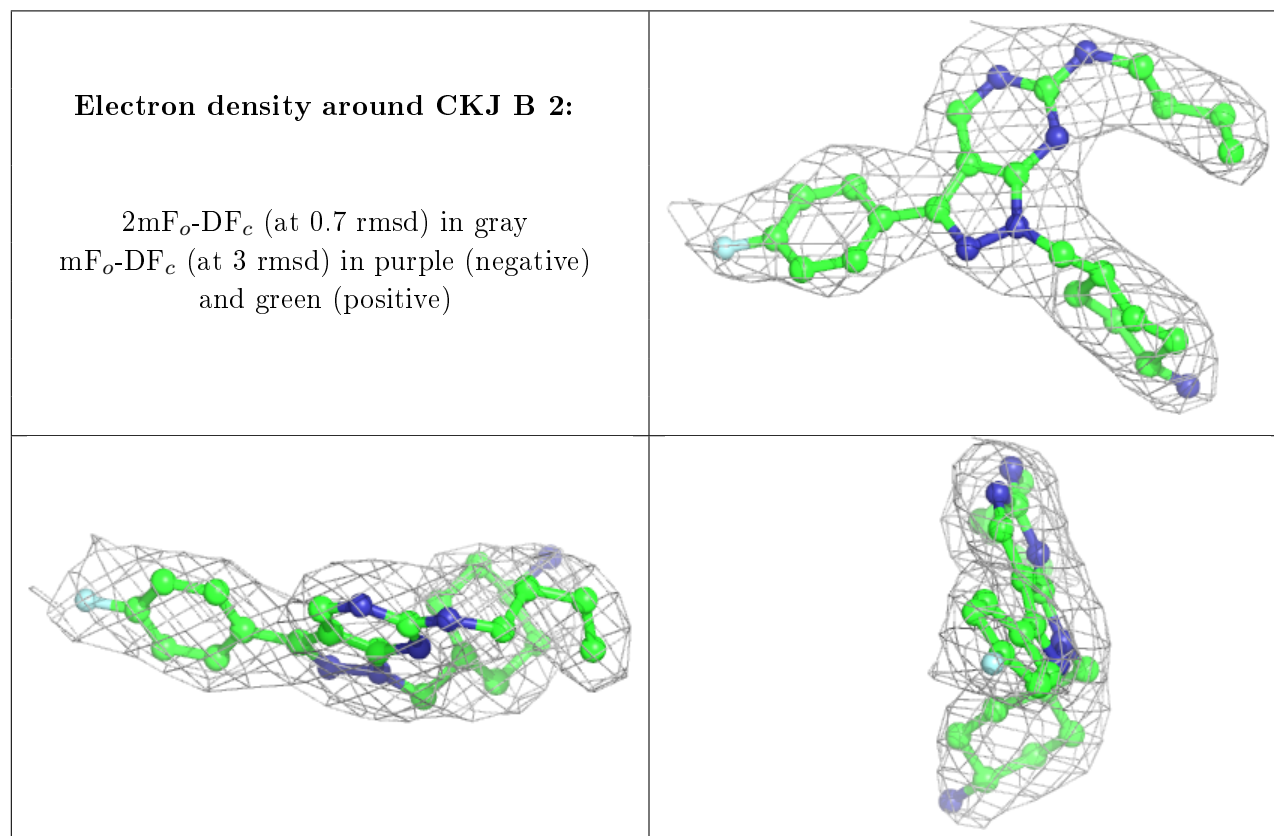 Electron density around CKJ B 2:
2mFo-DFc (at 0.7 rmsd) in gray
mFo-DFc (at 3 rmsd) in purple (negative)
and green (positive)